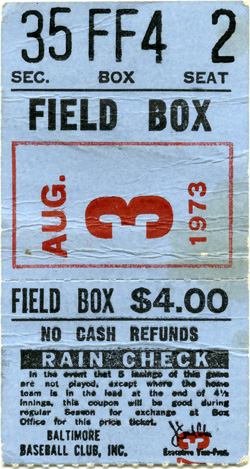 35 FF4 2
SEC. BOX SEAT
FIELD BOX
AUG. 3 1973
FIELD BOX $4.00
NO CASH REFUNDS
RAIN CHECK
In the event that 5 innings of this game
are not played, except where the home
team is in the lead at the end of 4½
innings, this coupon will be good during
regular Season for exchange at Box
Office for this price ticket.
BALTIMORE
BASEBALL CLUB, INC.
Executive Vice-Pres.
73